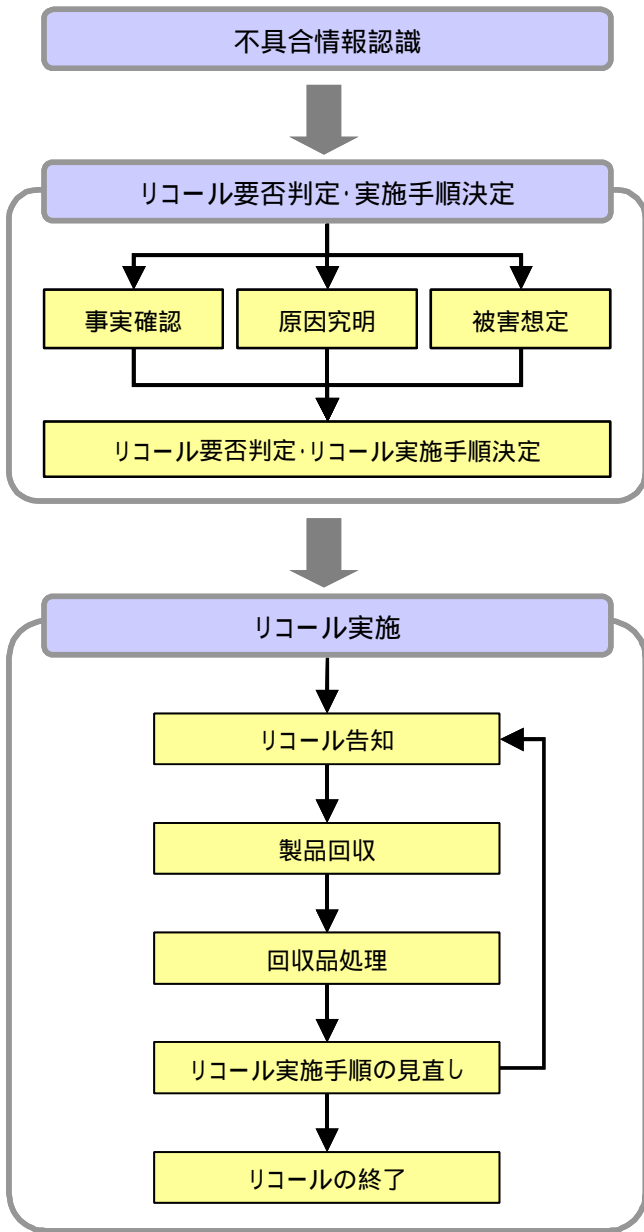 不具合情報認識
リコール要否判定・実施手順決定
事実確認
原因究明
被害想定
リコール要否判定・リコール実施手順決定
リコール実施
リコール告知
製品回収
回収品処理
リコール実施手順の見直し
リコールの終了